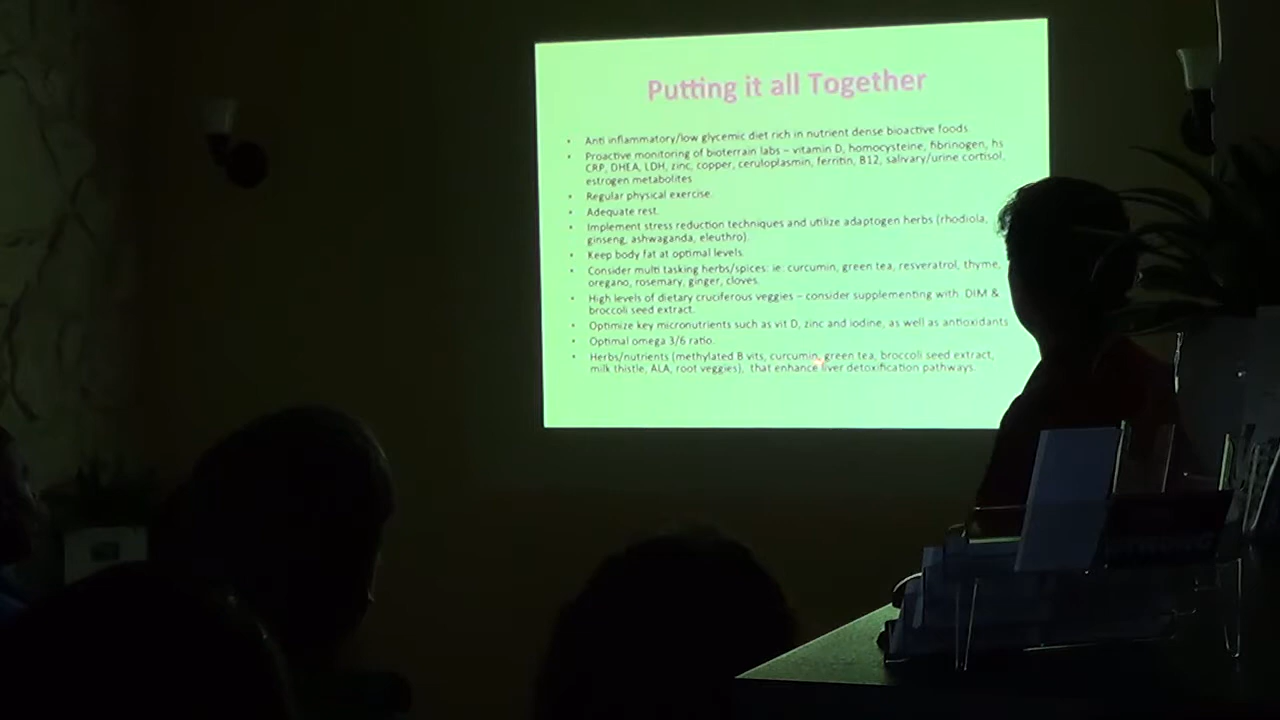 Putting it all Together
• Anti inflammatory/low glycemic diet rich in nutrient dense bioactive foods
• Proactive monitoring of bioterrain labs – vitamin D, homocysteine, fibrinogen, hs
CRP, DHEA, LDH, zinc, copper, ceruloplasmin, ferritin, B12, salivary/urine cortisol,
estrogen metabolites
• Regular physical exercise.
• Adequate rest.
• Implement stress reduction techniques and utilize adaptogen herbs (rhodiola,
ginseng, ashwaganda, eleuthro).
• Keep body fat at optimal levels
• Consider multi tasking herbs/spices: ie: curcumin, green tea, resveratrol, thyme,
oregano, rosemary, ginger, cloves.
• High levels of dietary cruciferous veggies – consider supplementing with DIM &
broccoli seed extract.
• Optimize key micronutrients such as vit D, zinc and iodine, as well as antioxidants
• Optimal omega 3/6 ratio.
• Herbs/nutrients (methylated B vits, curcumin, green tea, broccoli seed extract,
milk thistle, ALA, root veggies), that enhance liver detoxification pathways.